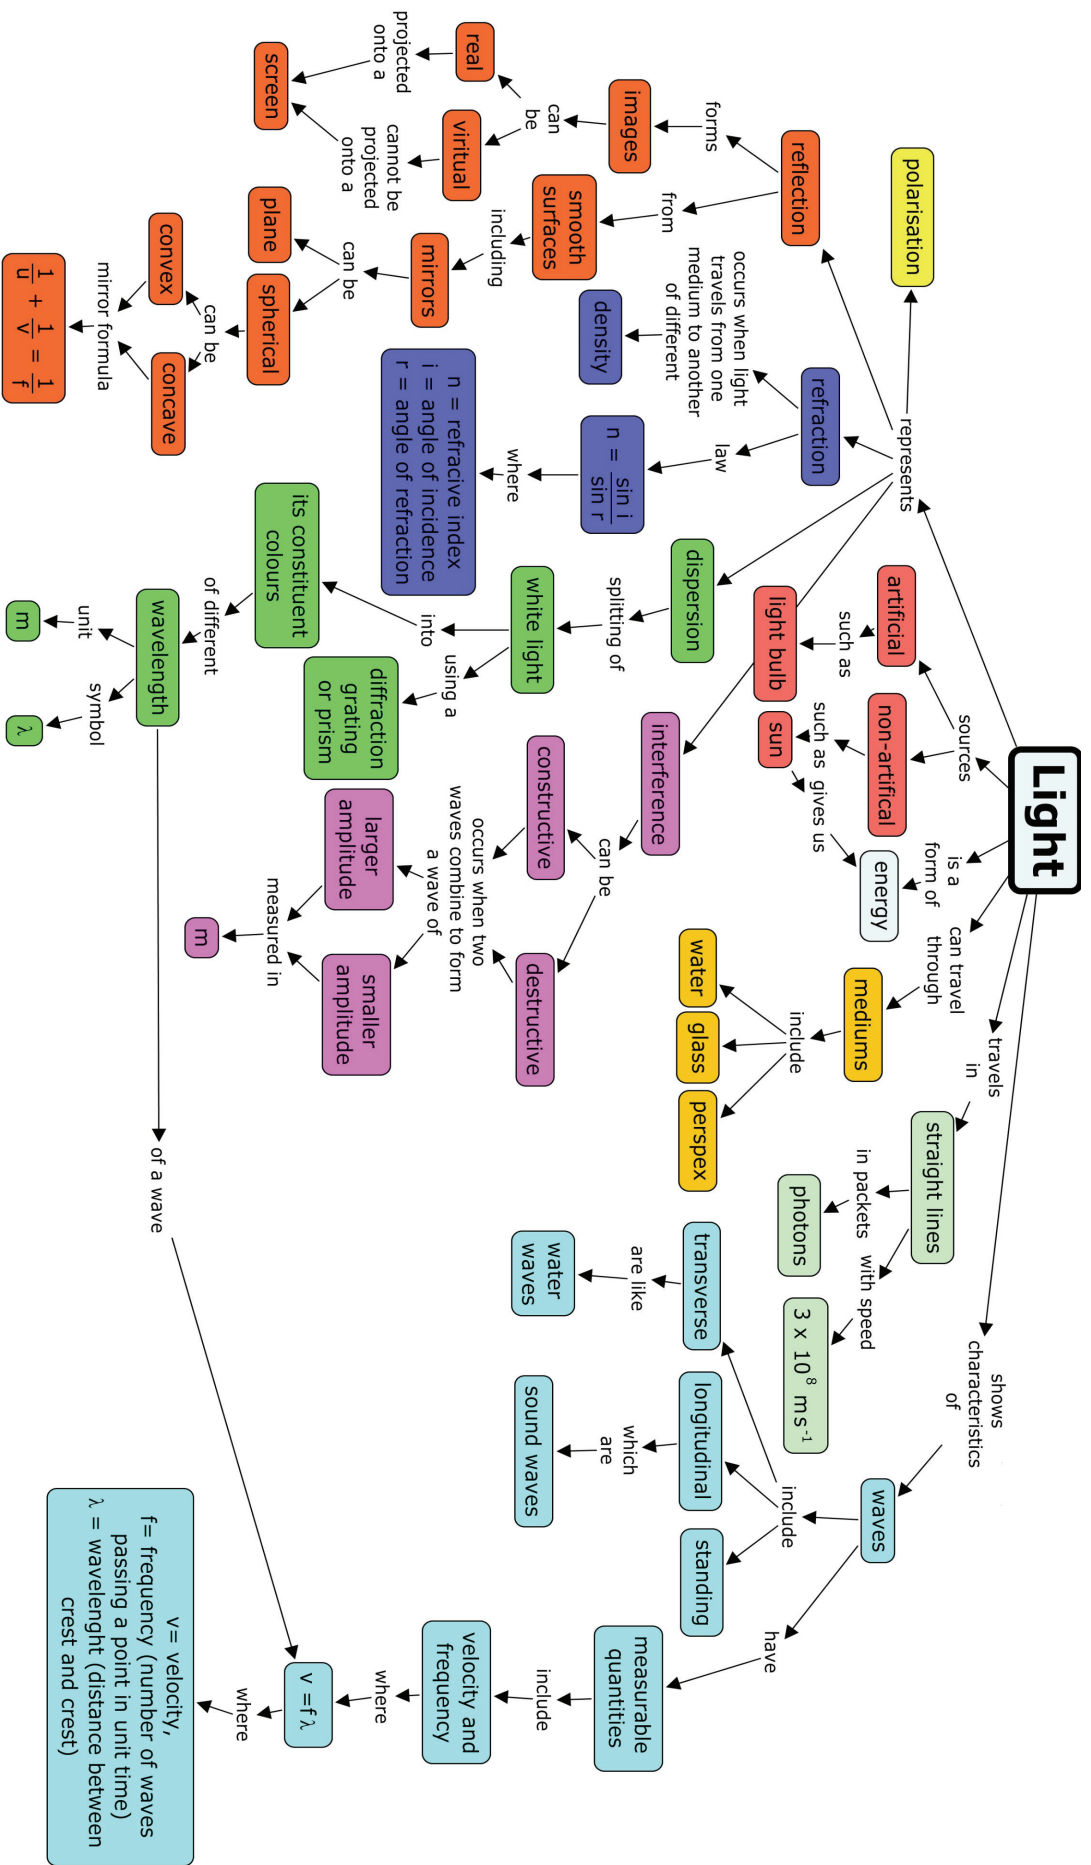 Light
represents
sources
is a
form of
can travel
through
travels
in
shows
characteristics
of
polarisation
artificial
non-artifical
energy
mediums
straight lines
waves
reflection
refraction
such as
such as
gives us
in packets
with speed
light bulb
sun
include
photons
3 x 10⁸ ms⁻¹
include
have
forms
from
occurs when light
travels from one
medium to another
of different
law
dispersion
interference
water
glass
perspex
transverse
longitudinal
standing
images
smooth
surfaces
density
n = sin i / sin r
splitting of
can be
are like
which
are
measurable
quantities
can
be
including
where
white light
constructive
destructive
water
waves
sound waves
include
real
viritual
mirrors
n = refracive index
i = angle of incidence
r = angle of refraction
into
using a
occurs when two
waves combine to form
a wave of
velocity and
frequency
projected
onto a
cannot be
projected
onto a
can be
diffraction
grating
or prism
larger
amplitude
smaller
amplitude
where
screen
plane
spherical
its constituent
colours
measured in
v =f λ
can be
of different
m
where
convex
concave
wavelength
of a wave
v= velocity,
f= frequency (number of waves
passing a point in unit time)
λ = wavelenght (distance between
crest and crest)
mirror formula
unit
symbol
1/u + 1/v = 1/f
m
λ